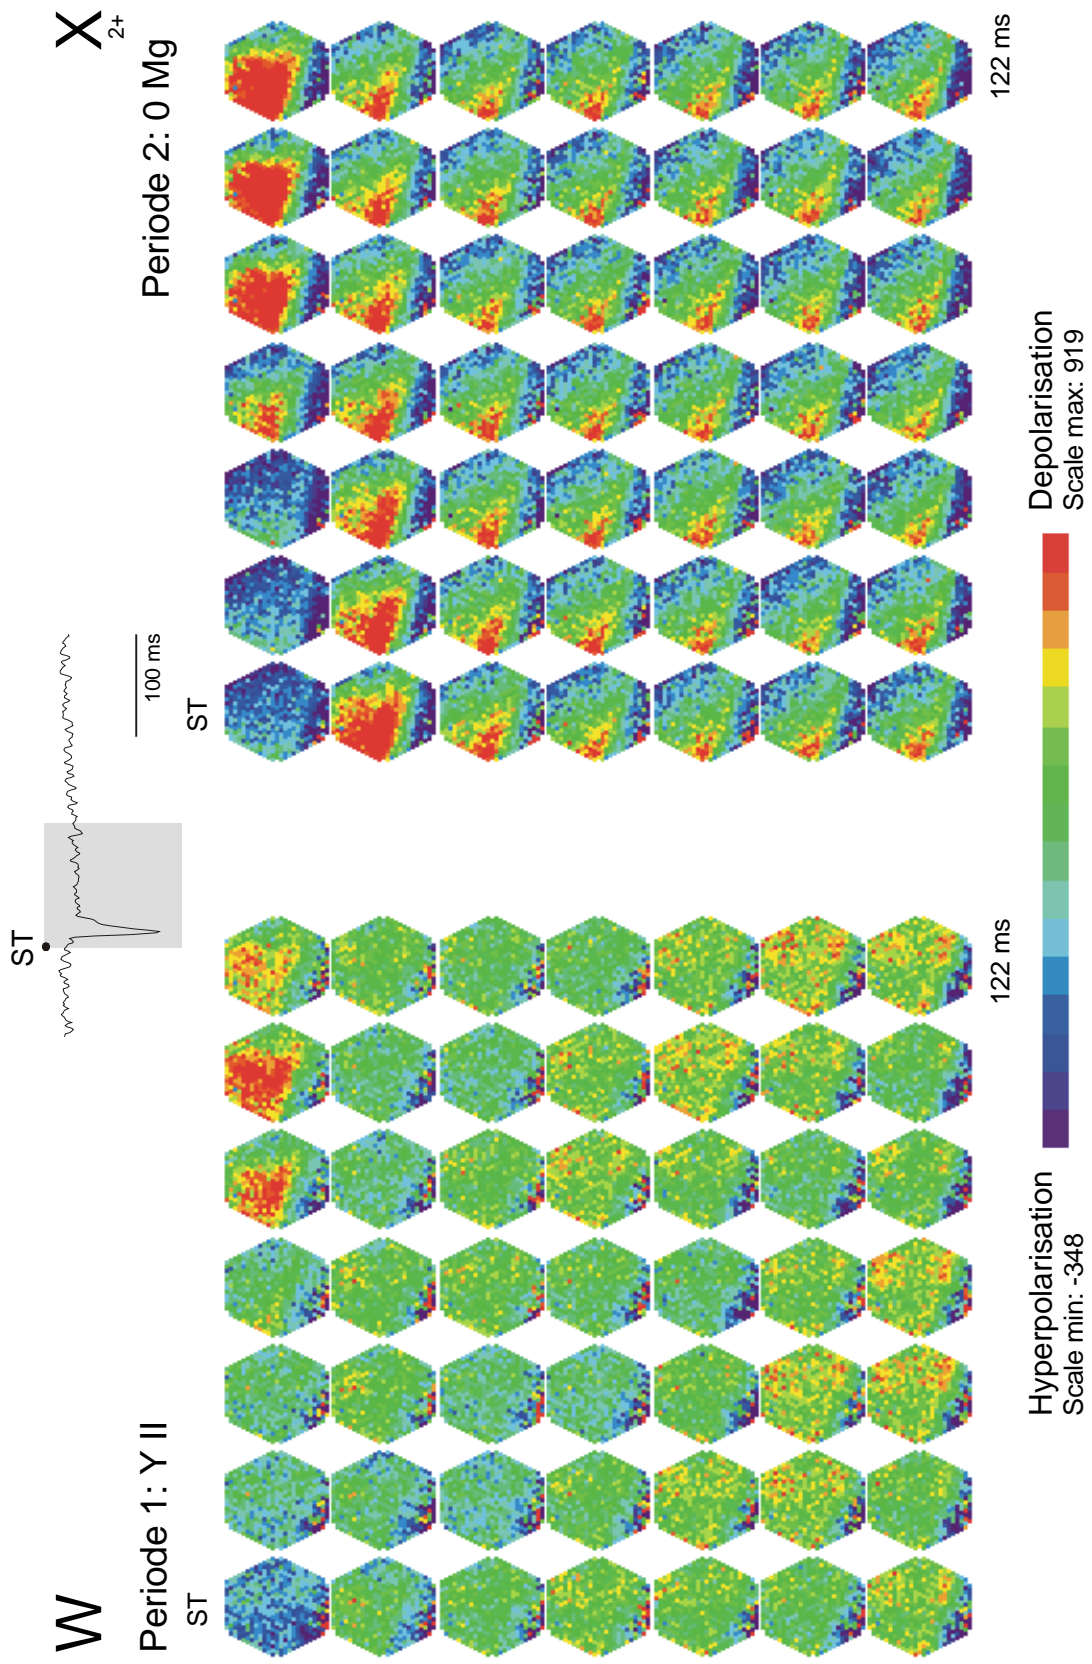 W
X
Periode 1: Y II
Periode 2: 0 Mg
2+
ST
100 ms
ST
ST
122 ms
122 ms
Hyperpolarisation
Scale min: -348
Depolarisation
Scale max: 919